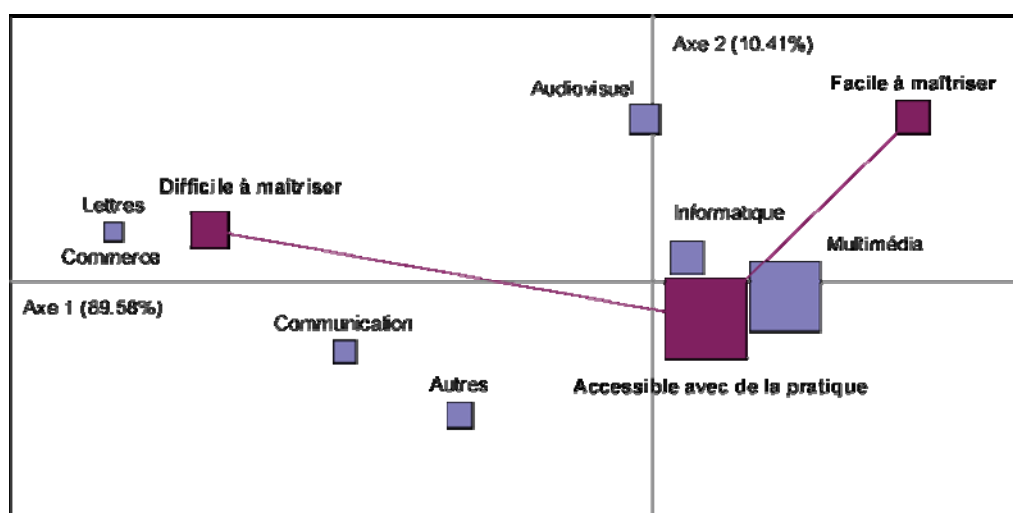 Axe 2 (10.41%)
Facile à maîtriser
Audiovisuel
Difficile à maîtriser
Lettres
Commerce
Informatique
Multimédia
Axe 1 (89.58%)
Communication
Autres
Accessible avec de la pratique